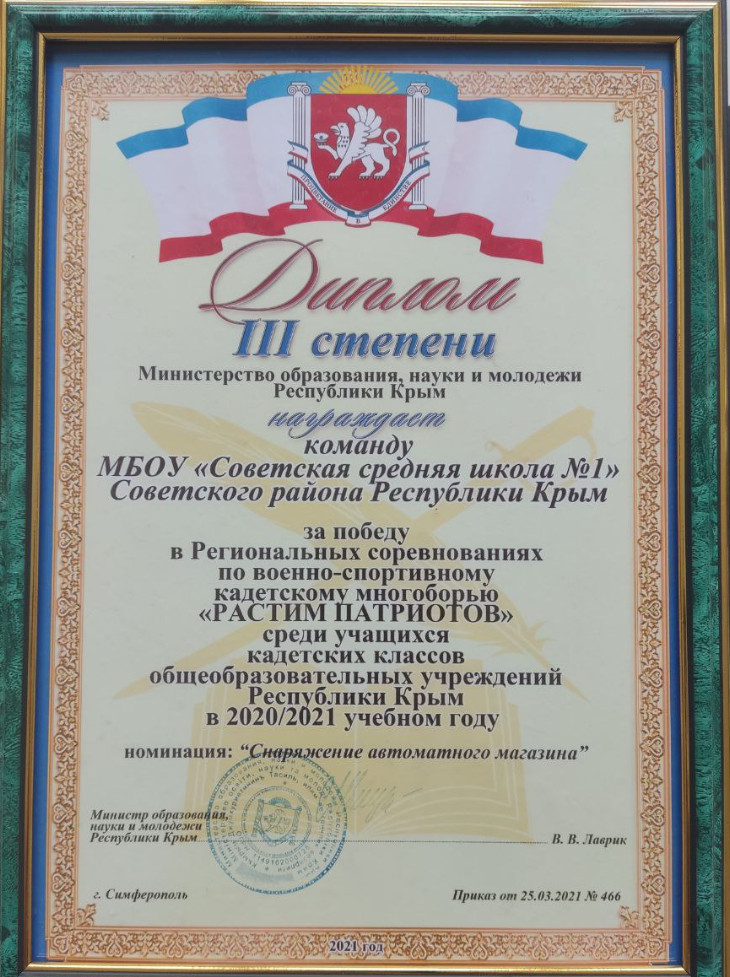 ПРОЦВЕТАНИЕ В ЕДИНСТВЕ
Диплом
III степени
Министерство образования, науки и молодежи
Республики Крым
награждает
команду
МБОУ «Советская средняя школа №1»
Советского района Республики Крым
за победу
в Региональных соревнованиях
по военно-спортивному
кадетскому многоборью
«РАСТИМ ПАТРИОТОВ»
среди учащихся
кадетских классов
общеобразовательных учреждений
Республики Крым
в 2020/2021 учебном году
номинация: “Снаряжение автоматного магазина”
Министр образования,
науки и молодежи
Республики Крым
В. В. Лаврик
г. Симферополь
Приказ от 25.03.2021 № 466
2021 год